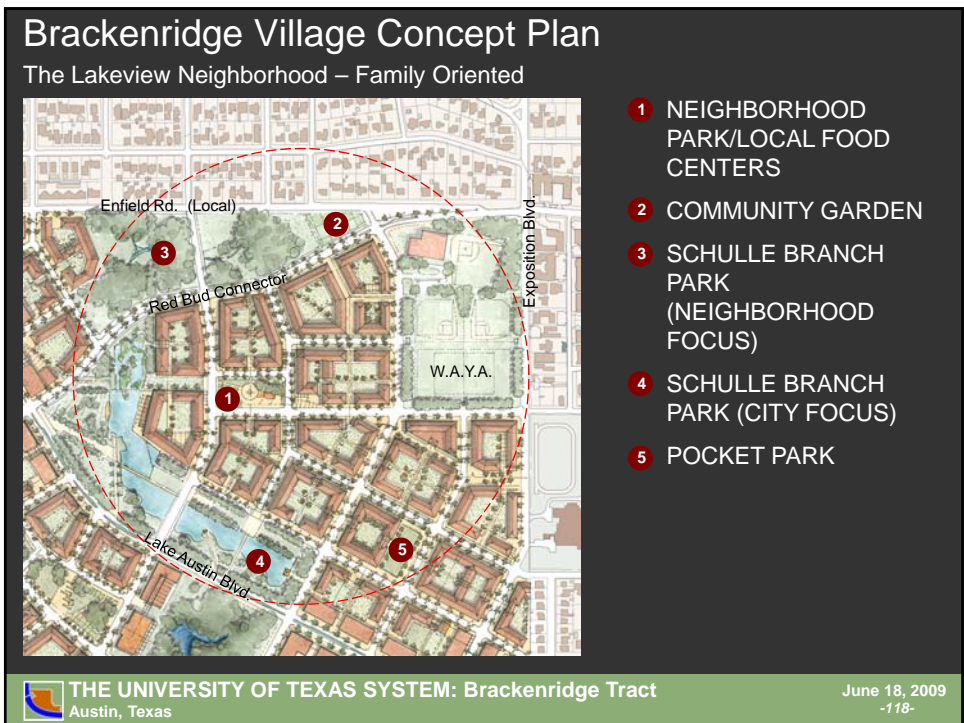 Brackenridge Village Concept Plan
The Lakeview Neighborhood – Family Oriented
Enfield Rd. (Local)
2
3
Red Bud Connector
Exposition Blvd.
W.A.Y.A.
1
5
4
Lake Austin Blvd.
1 NEIGHBORHOOD
PARK/LOCAL FOOD
CENTERS
2 COMMUNITY GARDEN
3 SCHULLE BRANCH
PARK
(NEIGHBORHOOD
FOCUS)
4 SCHULLE BRANCH
PARK (CITY FOCUS)
5 POCKET PARK
THE UNIVERSITY OF TEXAS SYSTEM: Brackenridge Tract
Austin, Texas
June 18, 2009
-118-